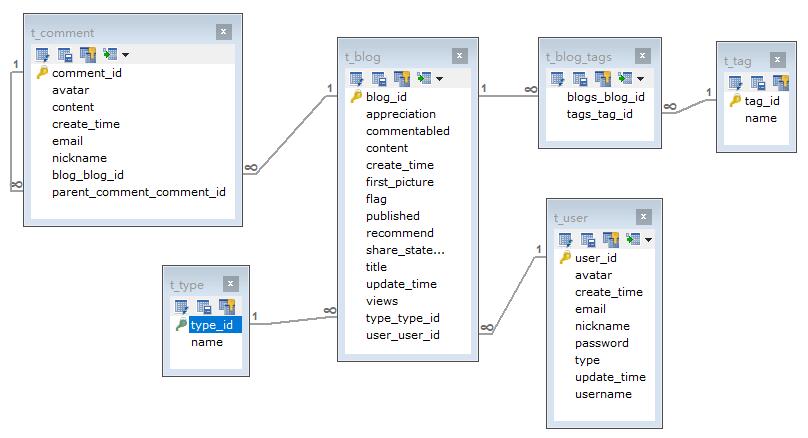 t_comment
comment_id
avatar
content
create_time
email
nickname
blog_blog_id
parent_comment_comment_id
t_blog
blog_id
appreciation
commentabled
content
create_time
first_picture
flag
published
recommend
share_state...
title
update_time
views
type_type_id
user_user_id
t_blog_tags
blogs_blog_id
tags_tag_id
t_tag
tag_id
name
t_type
type_id
name
t_user
user_id
avatar
create_time
email
nickname
password
type
update_time
username
1
∞
1
∞
1
∞
1
∞
1
∞
1
∞